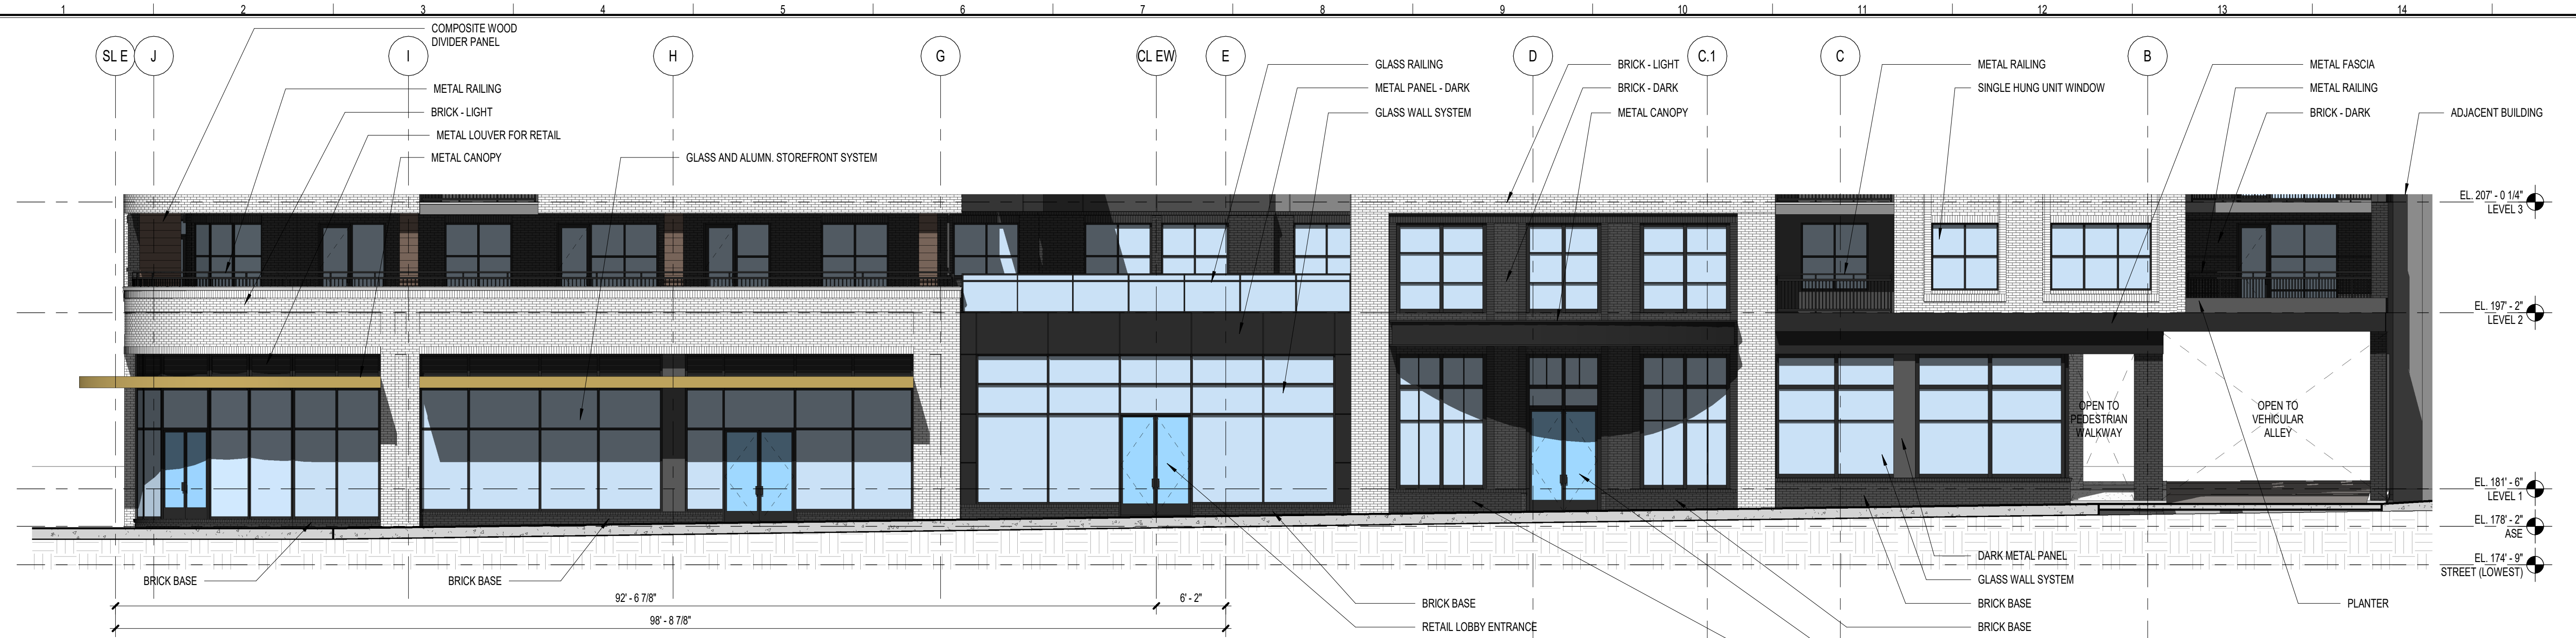 1 2 3 4 5 6 7 8 9 10 11 12 13 14
SL E J I H G CL EW E D C.1 C B
COMPOSITE WOOD
DIVIDER PANEL
METAL RAILING
BRICK - LIGHT
METAL LOUVER FOR RETAIL
METAL CANOPY
GLASS AND ALUMN. STOREFRONT SYSTEM
GLASS RAILING
METAL PANEL - DARK
GLASS WALL SYSTEM
BRICK - LIGHT
BRICK - DARK
METAL CANOPY
METAL RAILING
SINGLE HUNG UNIT WINDOW
METAL FASCIA
METAL RAILING
BRICK - DARK
ADJACENT BUILDING
EL. 207' - 0 1/4"
LEVEL 3
EL. 197' - 2"
LEVEL 2
OPEN TO
PEDESTRIAN
WALKWAY
OPEN TO
VEHICULAR
ALLEY
EL. 181' - 6"
LEVEL 1
EL. 178' - 2"
ASE
EL. 174' - 9"
STREET (LOWEST)
BRICK BASE
BRICK BASE
92' - 6 7/8"
6' - 2"
98' - 8 7/8"
BRICK BASE
RETAIL LOBBY ENTRANCE
DARK METAL PANEL
GLASS WALL SYSTEM
BRICK BASE
BRICK BASE
PLANTER